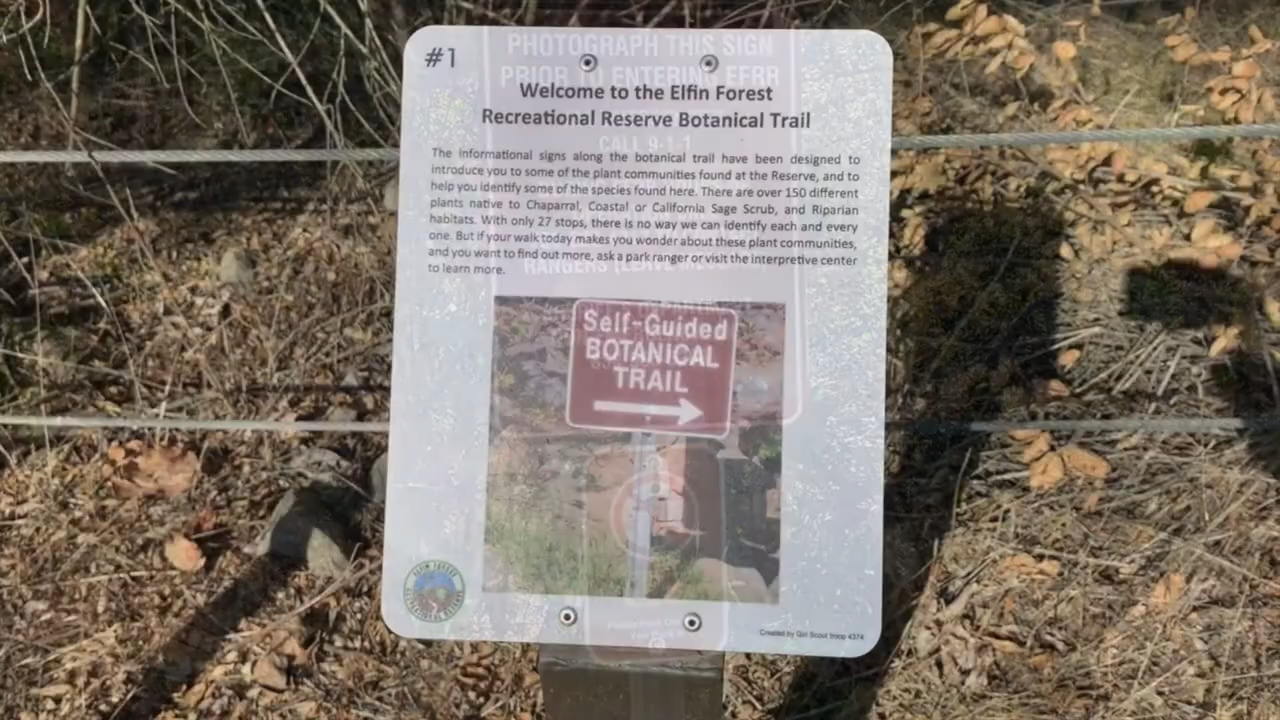 #1
PHOTOGRAPH THIS SIGN
PRIOR TO ENTERING EFRR
Welcome to the Elfin Forest
Recreational Reserve Botanical Trail
CALL 9-1-1
The informational signs along the botanical trail have been designed to
introduce you to some of the plant communities found at the Reserve, and to
help you identify some of the species found here. There are over 150 different
plants native to Chaparral, Coastal or California Sage Scrub, and Riparian
habitats. With only 27 stops, there is no way we can identify each and every
one. But if your walk today makes you wonder about these plant communities,
and you want to find out more, ask a park ranger or visit the interpretive center
to learn more.
RANGERS (LEAVE
Self-Guided
BOTANICAL
TRAIL
ELFIN FOREST
RECREATIONAL RESERVE
Created by Girl Scout troop 4374